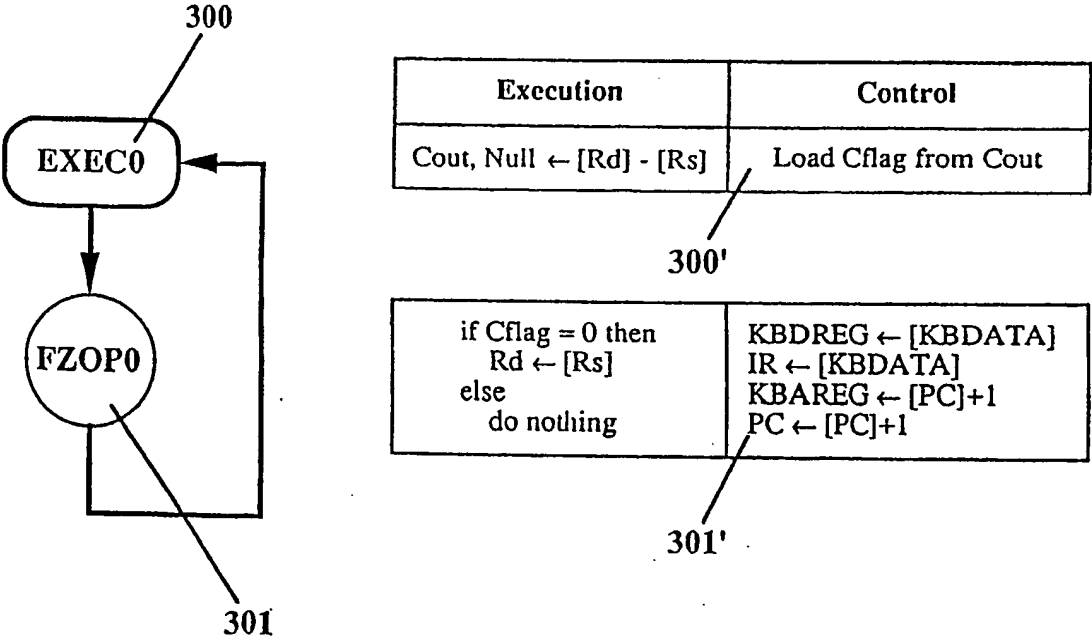 300
EXEC0
FZOP0
301
Execution
Control
Cout, Null ← [Rd] - [Rs]
Load Cflag from Cout
300'
if Cflag = 0 then
Rd ← [Rs]
else
do nothing
KBDREG ← [KBDATA]
IR ← [KBDATA]
KBAREG ← [PC]+1
PC ← [PC]+1
301'